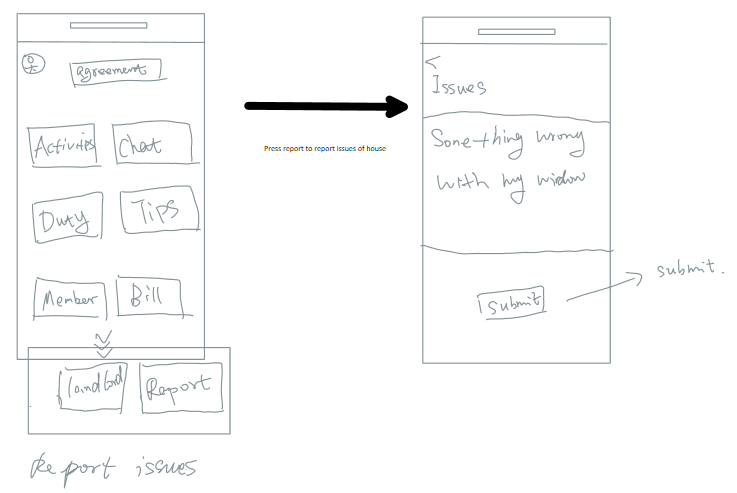 agreement
Activities Chat
Duty Tips
Member Bill
landlord Report
Report issues
Press report to report issues of house
<
Issues
Something wrong
with my widow
submit
submit.